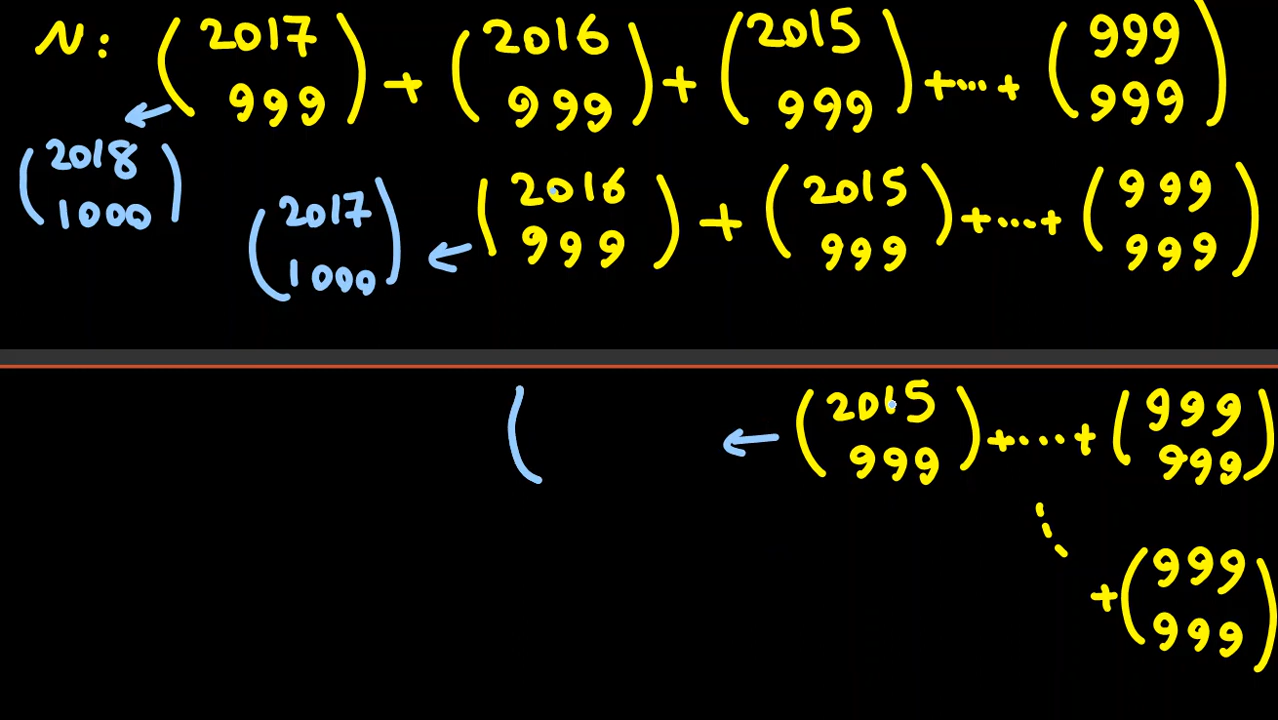 N: (2017 999) + (2016 999) + (2015 999) +...+ (999 999)
(2018 1000) (2017 1000) ← (2016 999) + (2015 999) +...+ (999 999)
( ← (2015 999) +...+ (999 999)
+ (999 999)